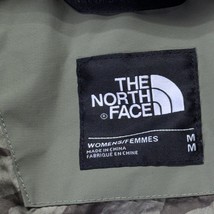 THE
NORTH
FACE
®
WOMENS/FEMMES
MADE IN CHINA
FABRIQUÉ EN CHINE
M
M